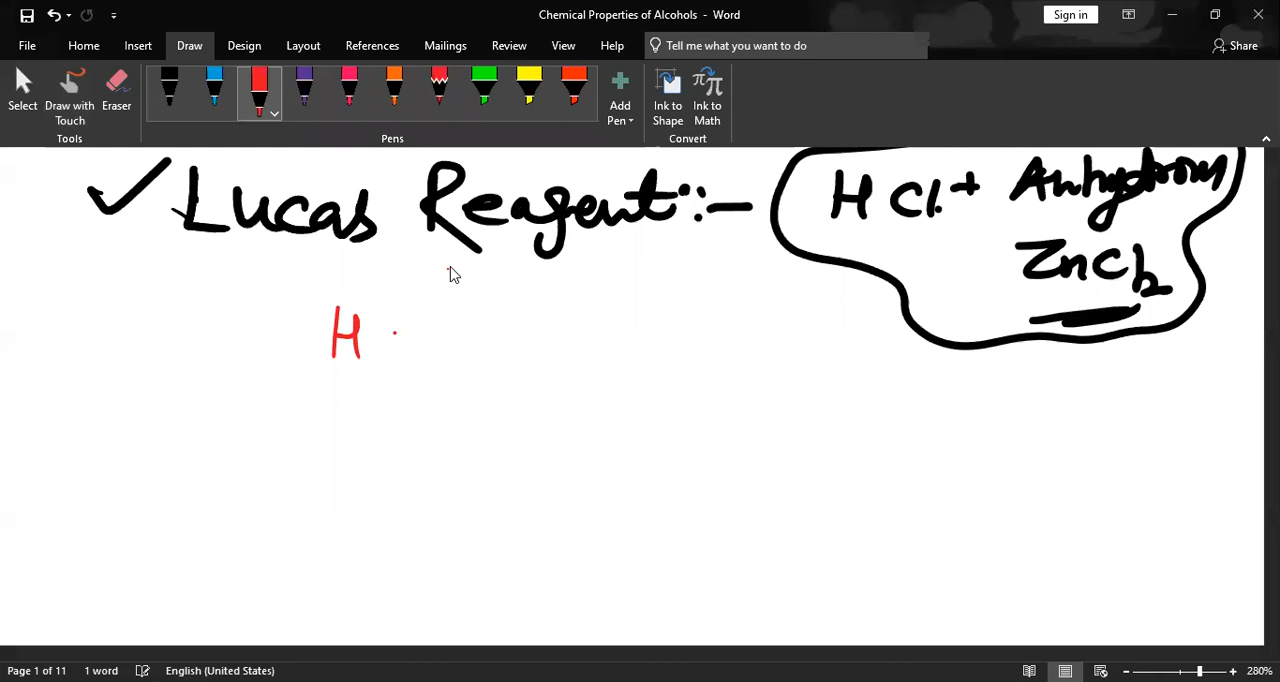 Chemical Properties of Alcohols - Word
Sign in
File Home Insert Draw Design Layout References Mailings Review View Help Tell me what you want to do Share
Select Draw with Touch Eraser Add Pen Ink to Shape Ink to Math
Tools Pens Convert
✓ Lucas Reagent :- HCl + Anhydrous
ZnCl2
H
Page 1 of 11 1 word English (United States) 280%